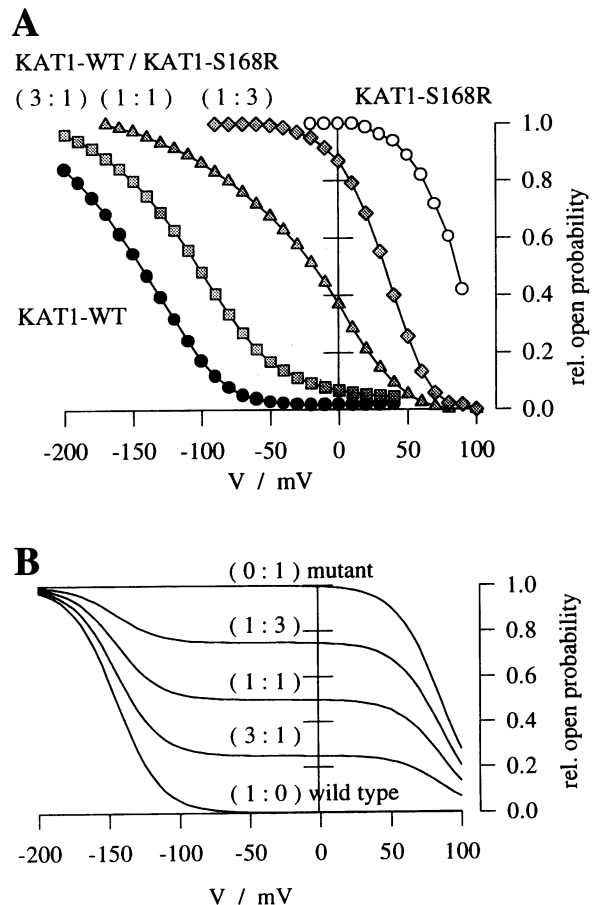 A
KAT1-WT / KAT1-S168R
( 3 : 1 ) ( 1 : 1 ) ( 1 : 3 )
KAT1-S168R
KAT1-WT
1.0
0.8
0.6
0.4
0.2
0.0
rel. open probability
-200 -150 -100 -50 0 50 100
V / mV
B
( 0 : 1 ) mutant
( 1 : 3 )
( 1 : 1 )
( 3 : 1 )
( 1 : 0 ) wild type
1.0
0.8
0.6
0.4
0.2
0.0
rel. open probability
-200 -150 -100 -50 0 50 100
V / mV